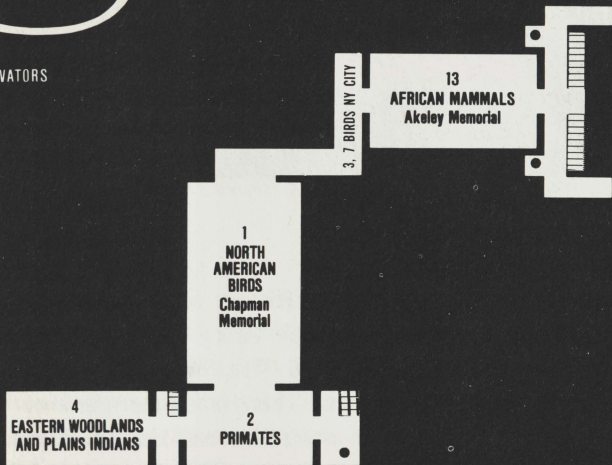 VATORS
3, 7 BIRDS NY CITY
13
AFRICAN MAMMALS
Akeley Memorial
1
NORTH
AMERICAN
BIRDS
Chapman
Memorial
4
EASTERN WOODLANDS
AND PLAINS INDIANS
2
PRIMATES